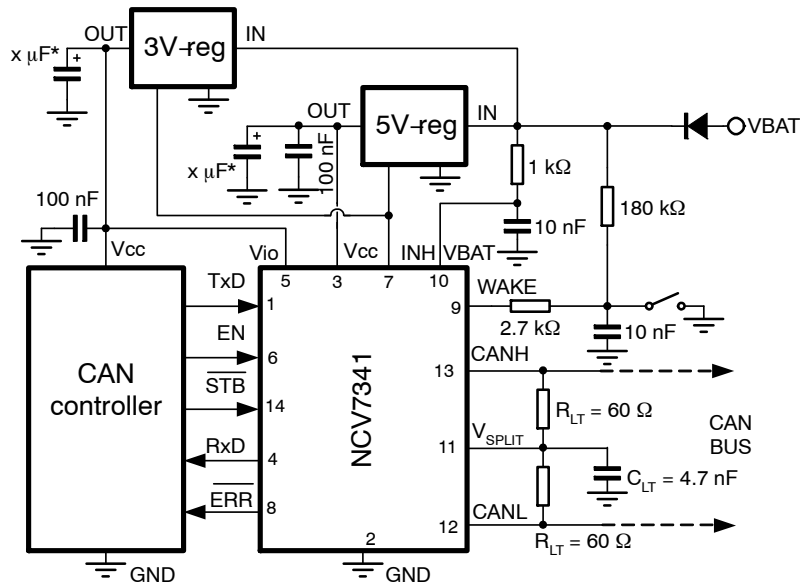 OUT
3V-reg
IN
x μF*
+
OUT
5V-reg
IN
VBAT
+
x μF*
100 nF
1 kΩ
180 kΩ
10 nF
100 nF
Vcc
Vio
Vcc
INH
VBAT
5
3
7
10
TxD
1
WAKE
9
2.7 kΩ
10 nF
EN
6
CANH
13
CAN
controller
STB
14
NCV7341
RLT = 60 Ω
CAN
BUS
RxD
4
VSPLIT
11
CLT = 4.7 nF
ERR
8
CANL
12
RLT = 60 Ω
2
GND
GND